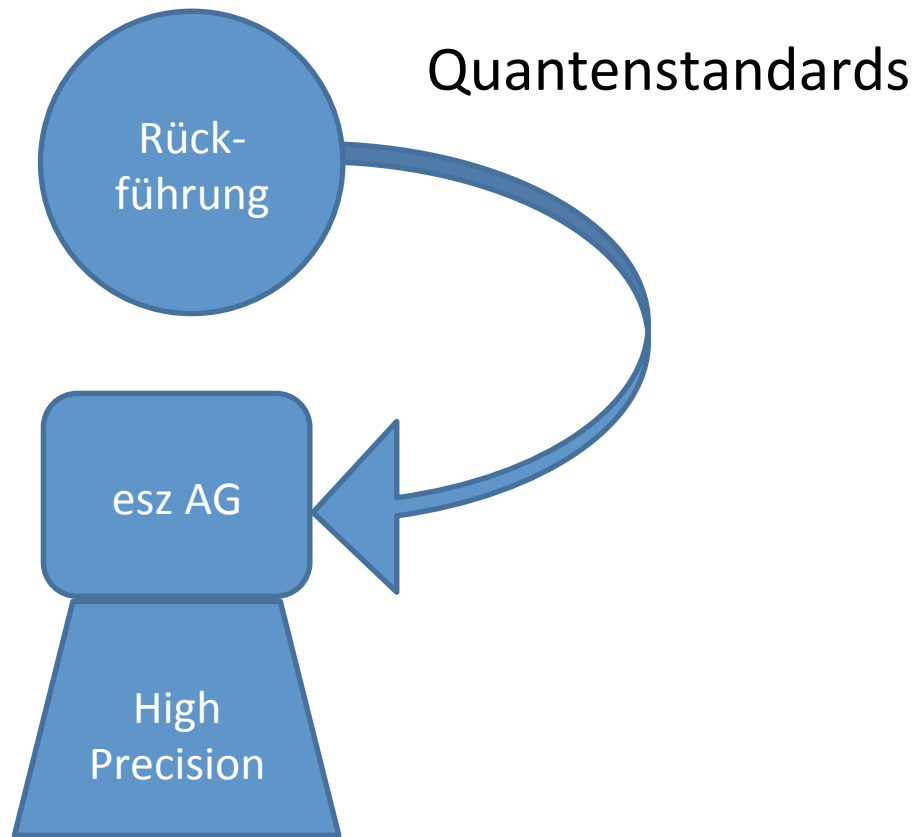 Quantenstandards
Rück-
führung
esz AG
High
Precision